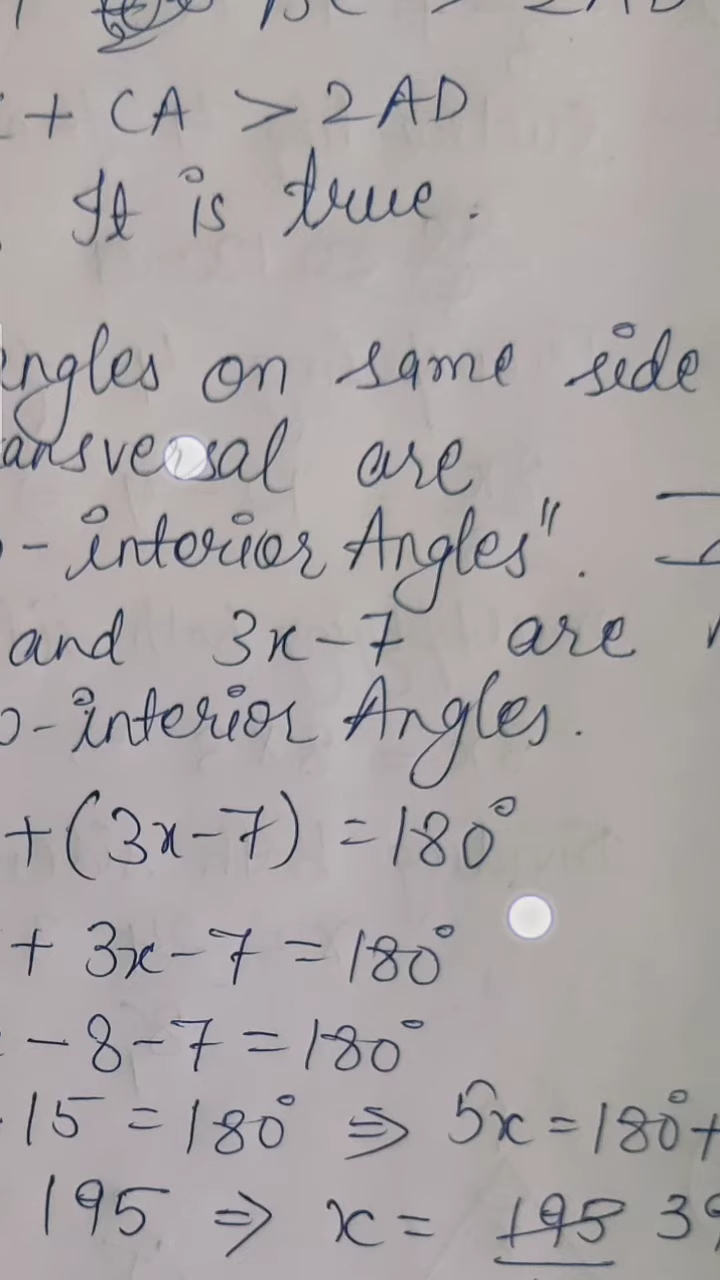 + CA > 2AD
It is true.
ngles on same side
ansversal are
- interior Angles".
and 3x-7 are
o-interior Angles.
+(3x-7) = 180°
+ 3x-7 = 180°
- 8-7 = 180°
15 = 180° ⇒ 5x = 180°+
195 ⇒ x = 195 39